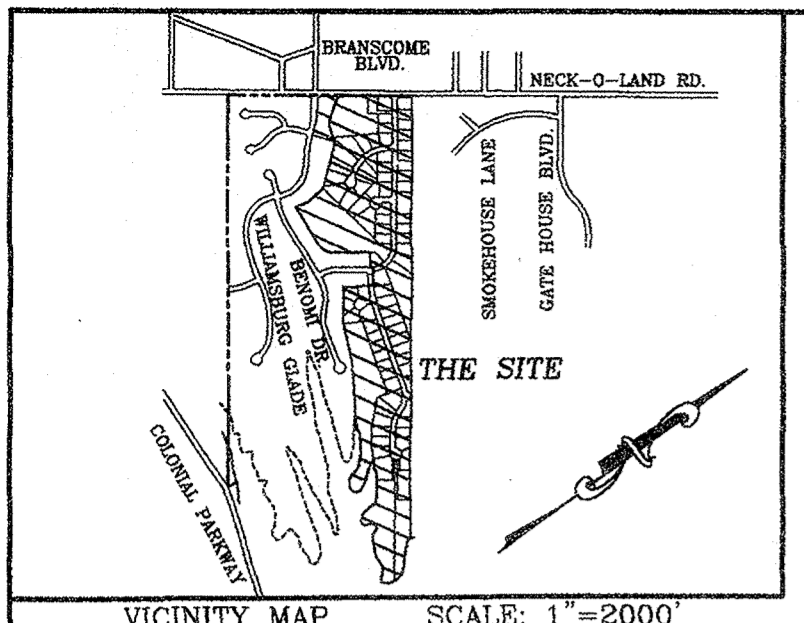 BRANSCOME
BLVD.
NECK-O-LAND RD.
SMOKEHOUSE LANE
GATE HOUSE BLVD.
BENOMI DR.
WILLIAMSBURG GLADE
THE SITE
COLONIAL PARKWAY
N
VICINITY MAP SCALE: 1"=2000'